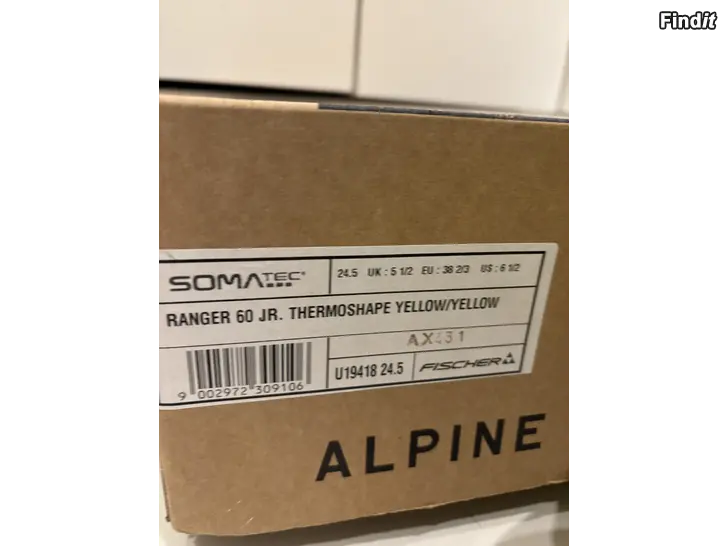 Findit
SOMATEC
24.5 UK : 5 1/2 EU : 38 2/3 US : 6 1/2
RANGER 60 JR. THERMOSHAPE YELLOW/YELLOW
9 002972 309106
U19418 24.5
FISCHER
ALPINE